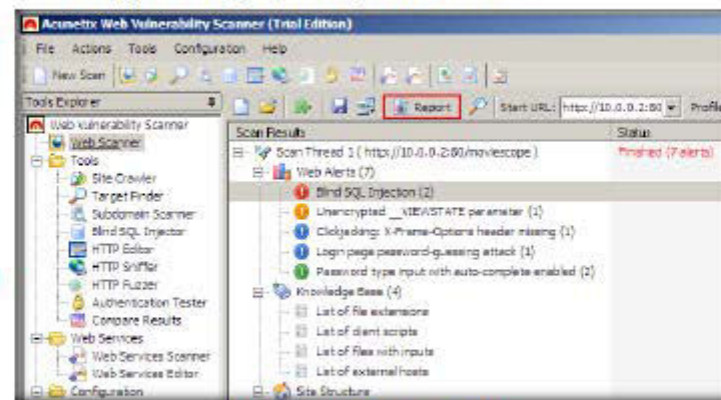 Acunetix Web Vulnerability Scanner (Trial Edition)
File Actions Tools Configuration Help
New Scan
Tools Explorer
Report Start URL: http://10.0.0.2:80 Profile
Web Vulnerability Scanner
Web Scanner
Tools
Site Crawler
Target Finder
Subdomain Scanner
Blind SQL Injector
HTTP Editor
HTTP Sniffer
HTTP Fuzzer
Authentication Tester
Compare Results
Web Services
Web Services Scanner
Web Services Editor
Configuration
Scan Results Status
Scan Thread 1 ( http://10.0.0.2:80/moviescope ) Finished (7 alerts)
Web Alerts (7)
Blind SQL Injection (2)
Unencrypted __VIEWSTATE parameter (1)
Clickjacking: X-Frame-Options header missing (1)
Login page password-guessing attack (1)
Password type input with auto-complete enabled (2)
Knowledge Base (4)
List of file extensions
List of client scripts
List of files with inputs
List of external hosts
Site Structure